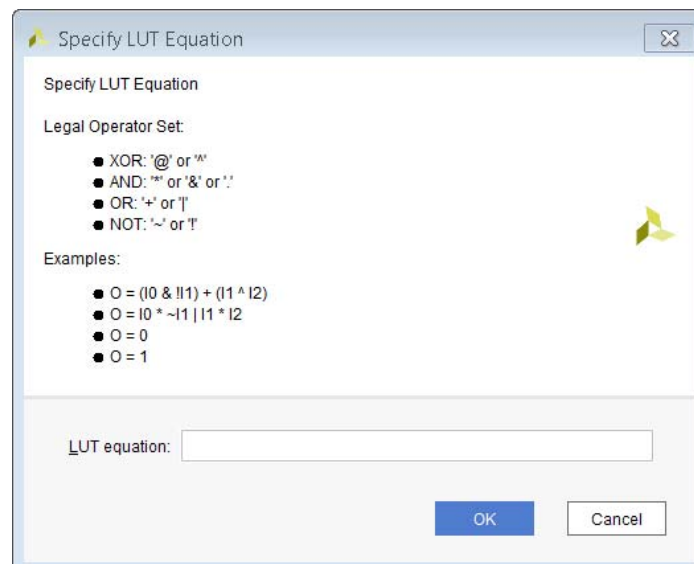 Specify LUT Equation
Specify LUT Equation
Legal Operator Set:
● XOR: '@' or '^'
● AND: '*' or '&' or '.'
● OR: '+' or '|'
● NOT: '~' or '!'
Examples:
● O = (I0 & !I1) + (I1 ^ I2)
● O = I0 * ~I1 | I1 * I2
● O = 0
● O = 1
LUT equation:
OK Cancel